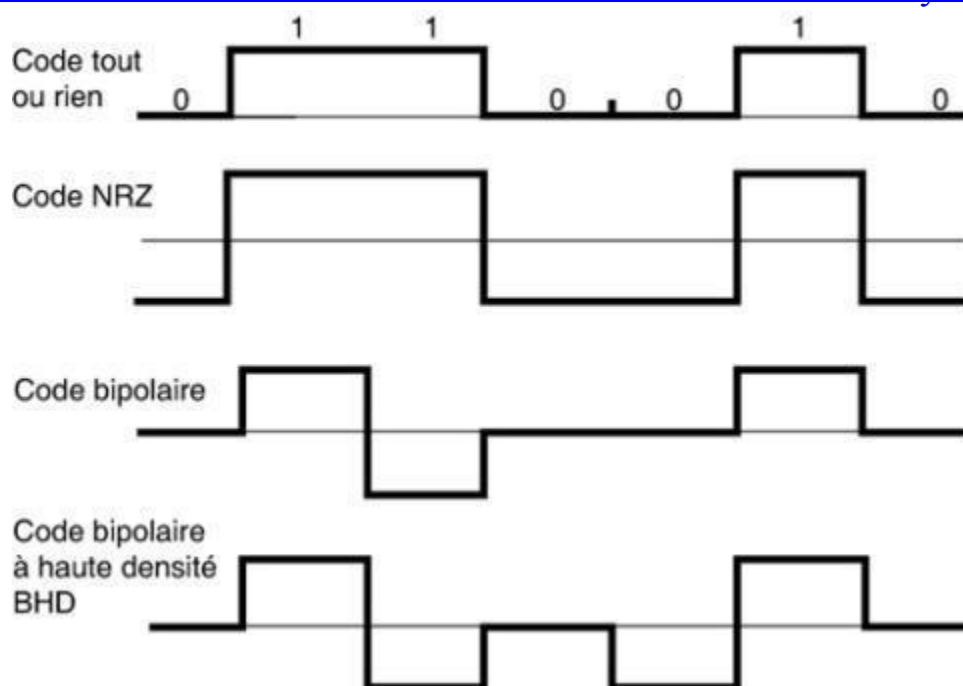 1 1 1
Code tout
ou rien
0 0 0 0
Code NRZ
Code bipolaire
Code bipolaire
à haute densité
BHD